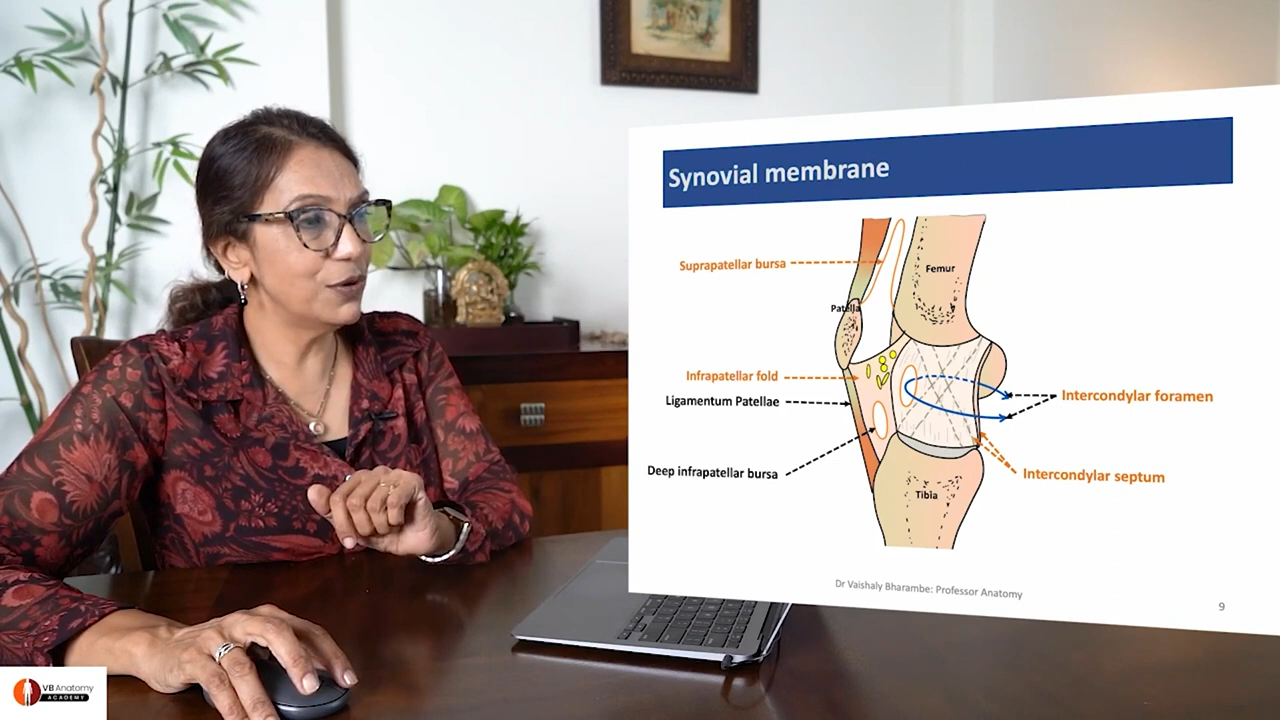 Synovial membrane
Suprapatellar bursa
Femur
Patella
Infrapatellar fold
Ligamentum Patellae
Intercondylar foramen
Deep infrapatellar bursa
Intercondylar septum
Tibia
Dr Vaishaly Bharambe: Professor Anatomy
9
VB Anatomy
ACADEMY